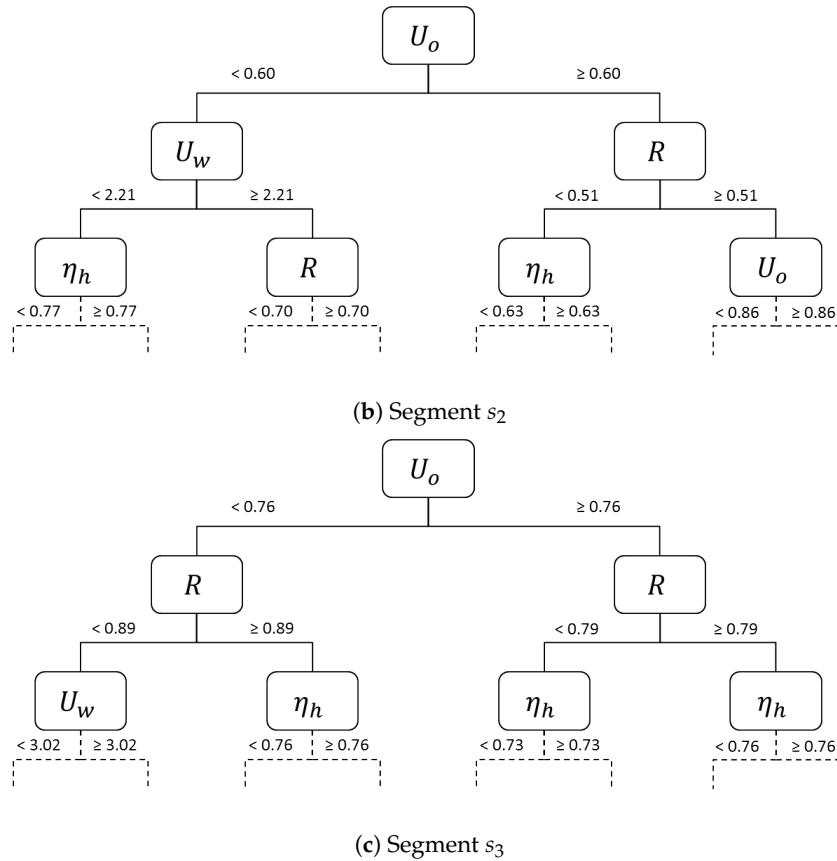 U_o
< 0.60 ≥ 0.60
U_w R
< 2.21 ≥ 2.21 < 0.51 ≥ 0.51
η_h R η_h U_o
< 0.77 ≥ 0.77 < 0.70 ≥ 0.70 < 0.63 ≥ 0.63 < 0.86 ≥ 0.86
(b) Segment s_2
U_o
< 0.76 ≥ 0.76
R R
< 0.89 ≥ 0.89 < 0.79 ≥ 0.79
U_w η_h η_h η_h
< 3.02 ≥ 3.02 < 0.76 ≥ 0.76 < 0.73 ≥ 0.73 < 0.76 ≥ 0.76
(c) Segment s_3